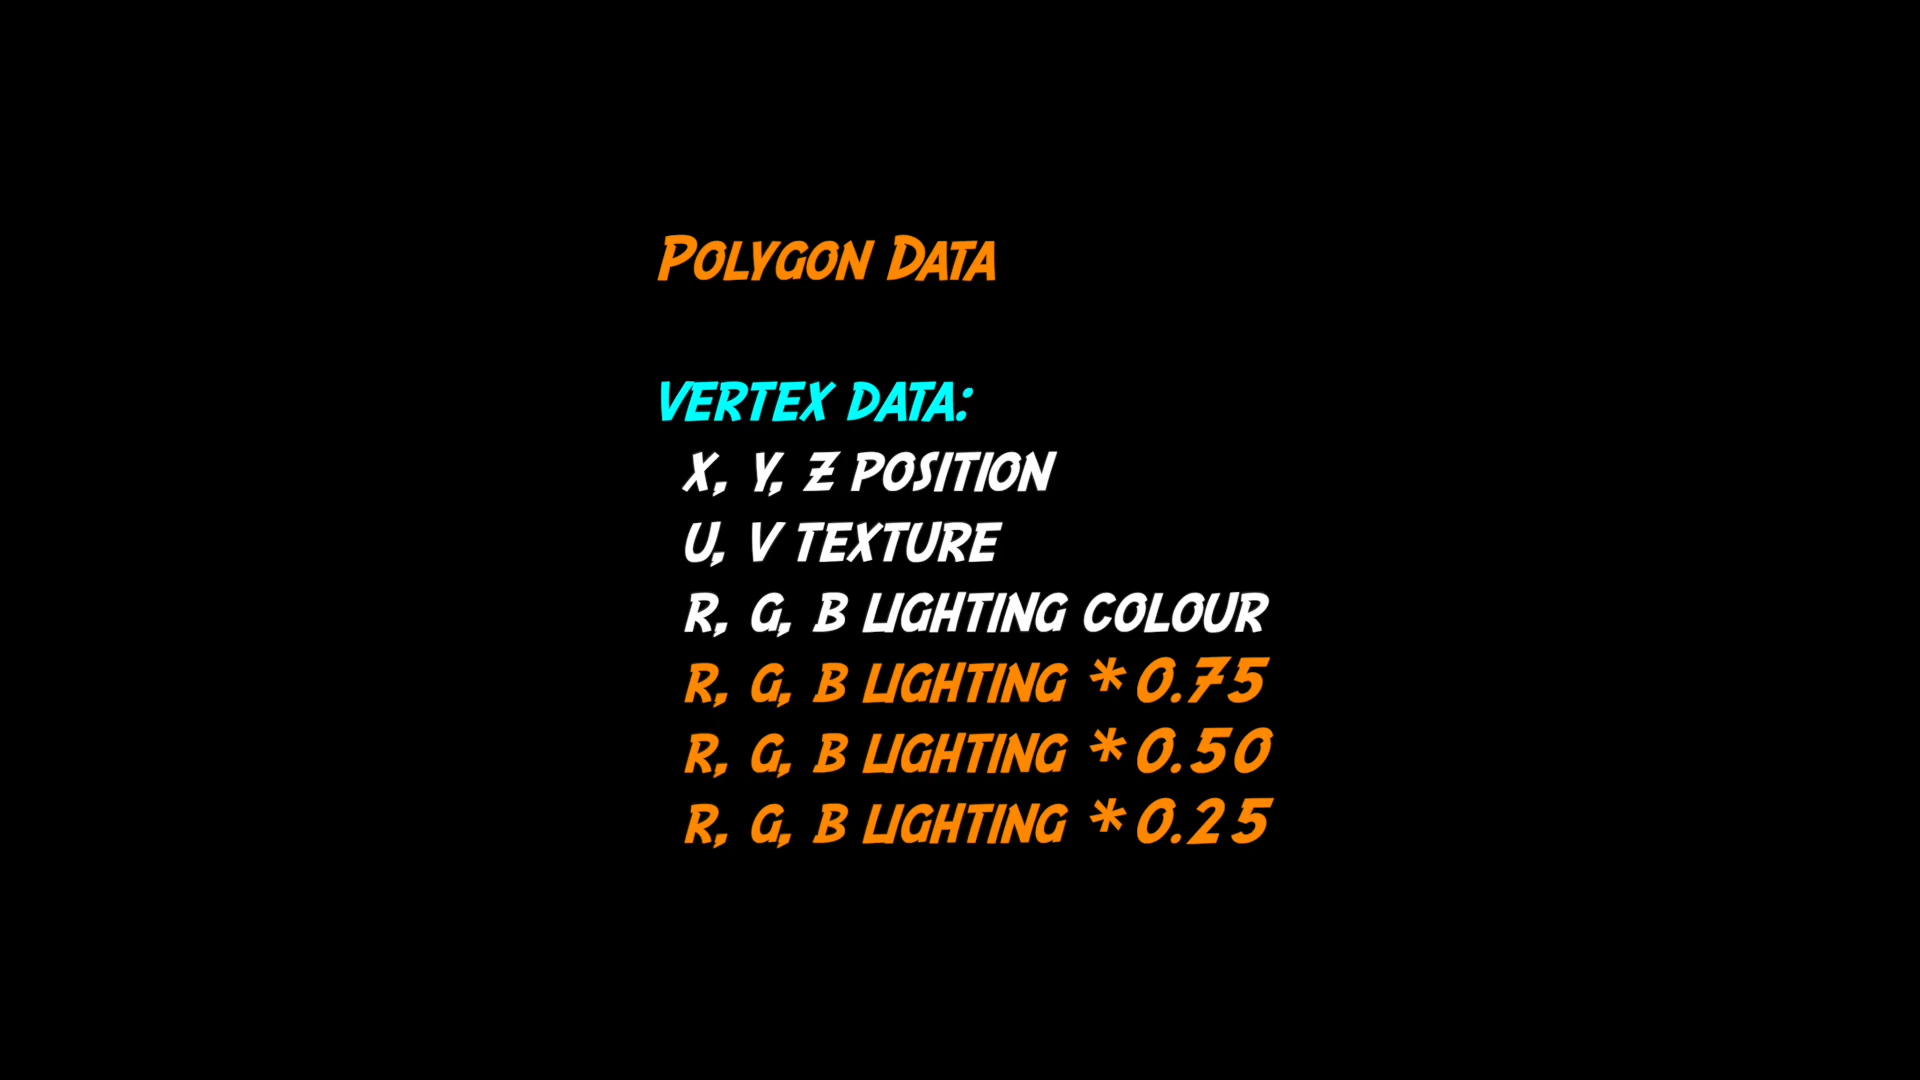 Polygon Data
VERTEX DATA:
X, Y, Z POSITION
U, V TEXTURE
R, G, B LIGHTING COLOUR
R, G, B LIGHTING * 0.75
R, G, B LIGHTING * 0.50
R, G, B LIGHTING * 0.25